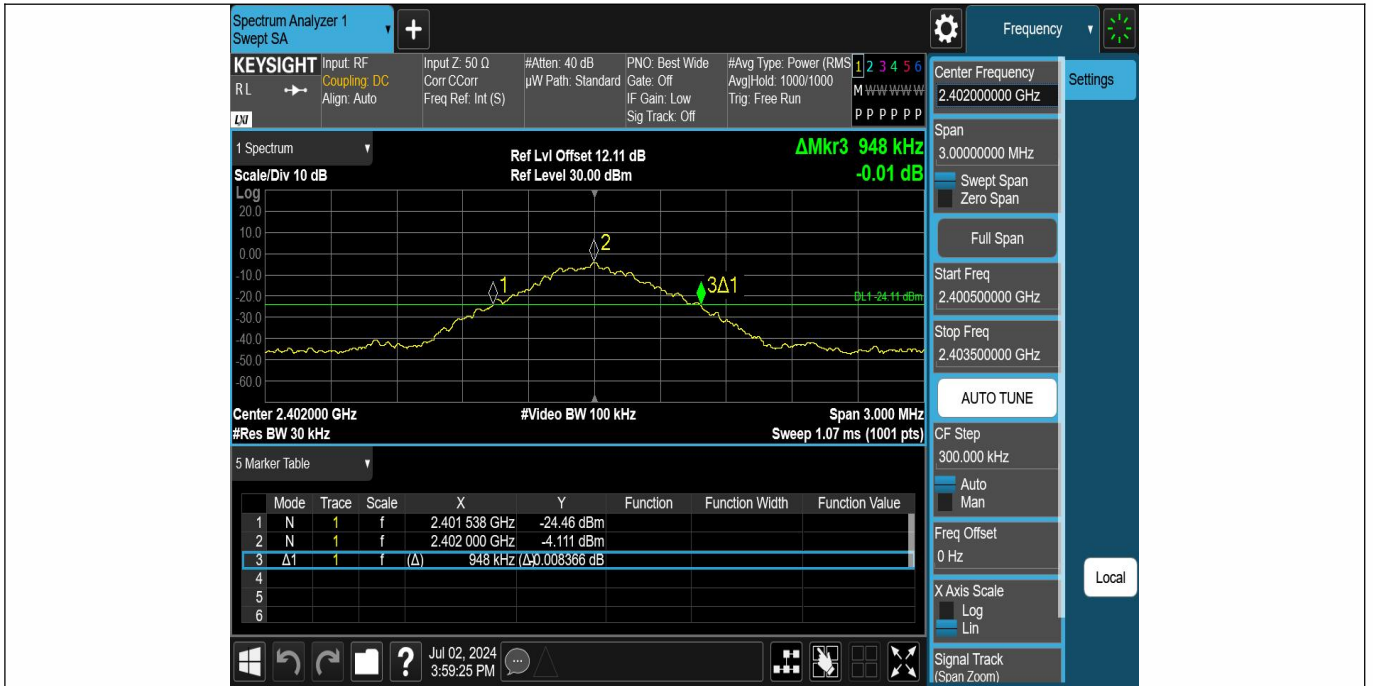 Spectrum Analyzer 1
Swept SA
+
Frequency
KEYSIGHT
RL
LXI
Input: RF
Coupling: DC
Align: Auto
Input Z: 50 Ω
Corr CCorr
Freq Ref: Int (S)
#Atten: 40 dB
µW Path: Standard
PNO: Best Wide
Gate: Off
IF Gain: Low
Sig Track: Off
#Avg Type: Power (RMS
Avg|Hold: 1000/1000
Trig: Free Run
1 2 3 4 5 6
M W W W W W
P P P P P P
1 Spectrum
Scale/Div 10 dB
Ref Lvl Offset 12.11 dB
Ref Level 30.00 dBm
ΔMkr3 948 kHz
-0.01 dB
Log
20.0
10.0
0.00
-10.0
-20.0
-30.0
-40.0
-50.0
-60.0
1
2
3Δ1
DL1 -24.11 dBm
Center 2.402000 GHz
#Video BW 100 kHz
Span 3.000 MHz
#Res BW 30 kHz
Sweep 1.07 ms (1001 pts)
5 Marker Table
Mode Trace Scale X Y Function Function Width Function Value
1 N 1 f 2.401 538 GHz -24.46 dBm
2 N 1 f 2.402 000 GHz -4.111 dBm
3 Δ1 1 f (Δ) 948 kHz (Δ)-0.008366 dB
4
5
6
?
Jul 02, 2024
3:59:25 PM
Center Frequency
2.402000000 GHz
Settings
Span
3.00000000 MHz
Swept Span
Zero Span
Full Span
Start Freq
2.400500000 GHz
Stop Freq
2.403500000 GHz
AUTO TUNE
CF Step
300.000 kHz
Auto
Man
Freq Offset
0 Hz
Local
X Axis Scale
Log
Lin
Signal Track
(Span Zoom)